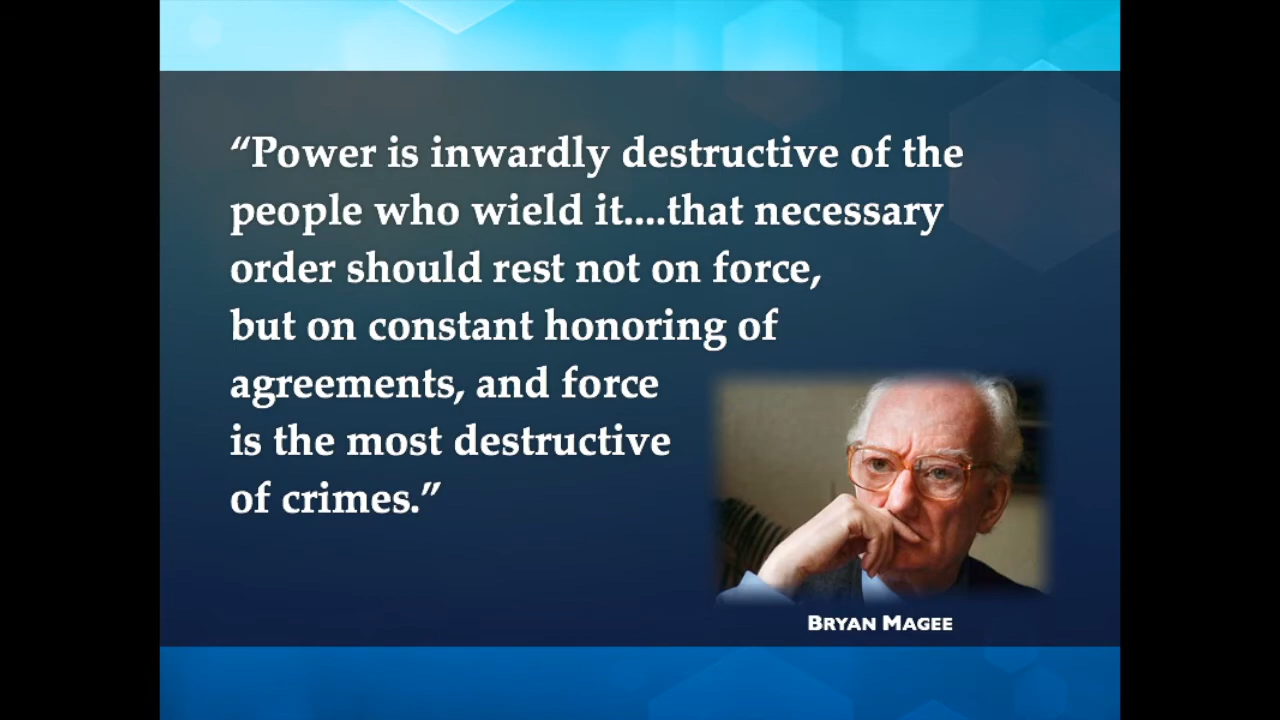 “Power is inwardly destructive of the
people who wield it....that necessary
order should rest not on force,
but on constant honoring of
agreements, and force
is the most destructive
of crimes.”
BRYAN MAGEE